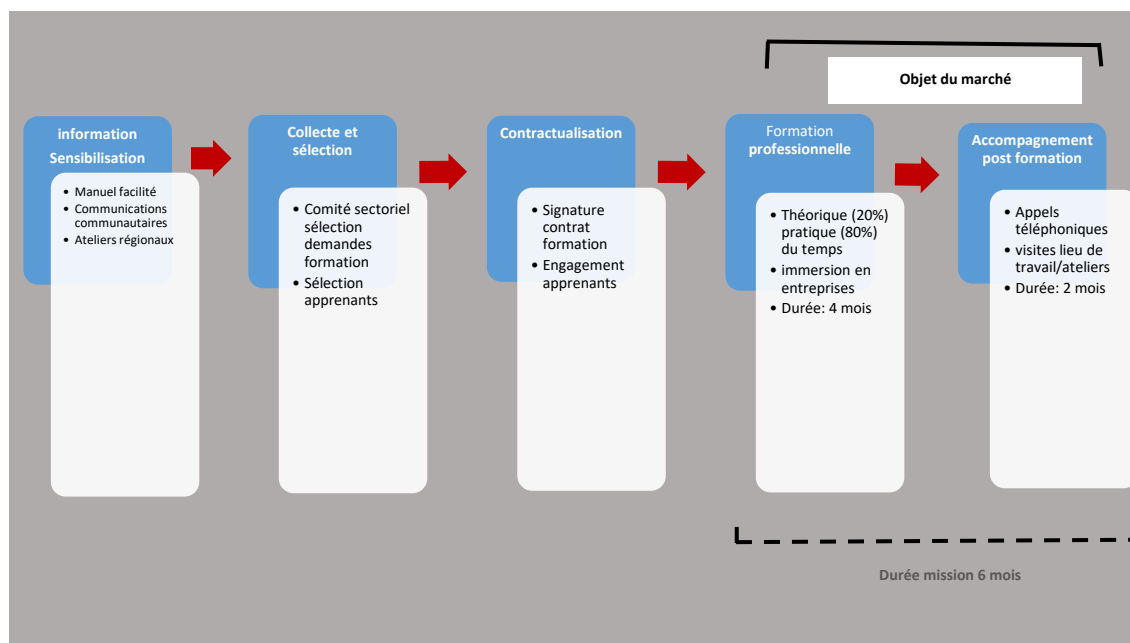 Objet du marché
information
Sensibilisation
• Manuel facilité
• Communications
communautaires
• Ateliers régionaux
Collecte et
sélection
• Comité sectoriel
sélection
demandes
formation
• Sélection
apprenants
Contractualisation
• Signature
contrat
formation
• Engagement
apprenants
Formation
professionnelle
• Théorique (20%)
pratique (80%)
du temps
• immersion en
entreprises
• Durée: 4 mois
Accompagnement
post formation
• Appels
téléphoniques
• visites lieu de
travail/ateliers
• Durée: 2 mois
Durée mission 6 mois